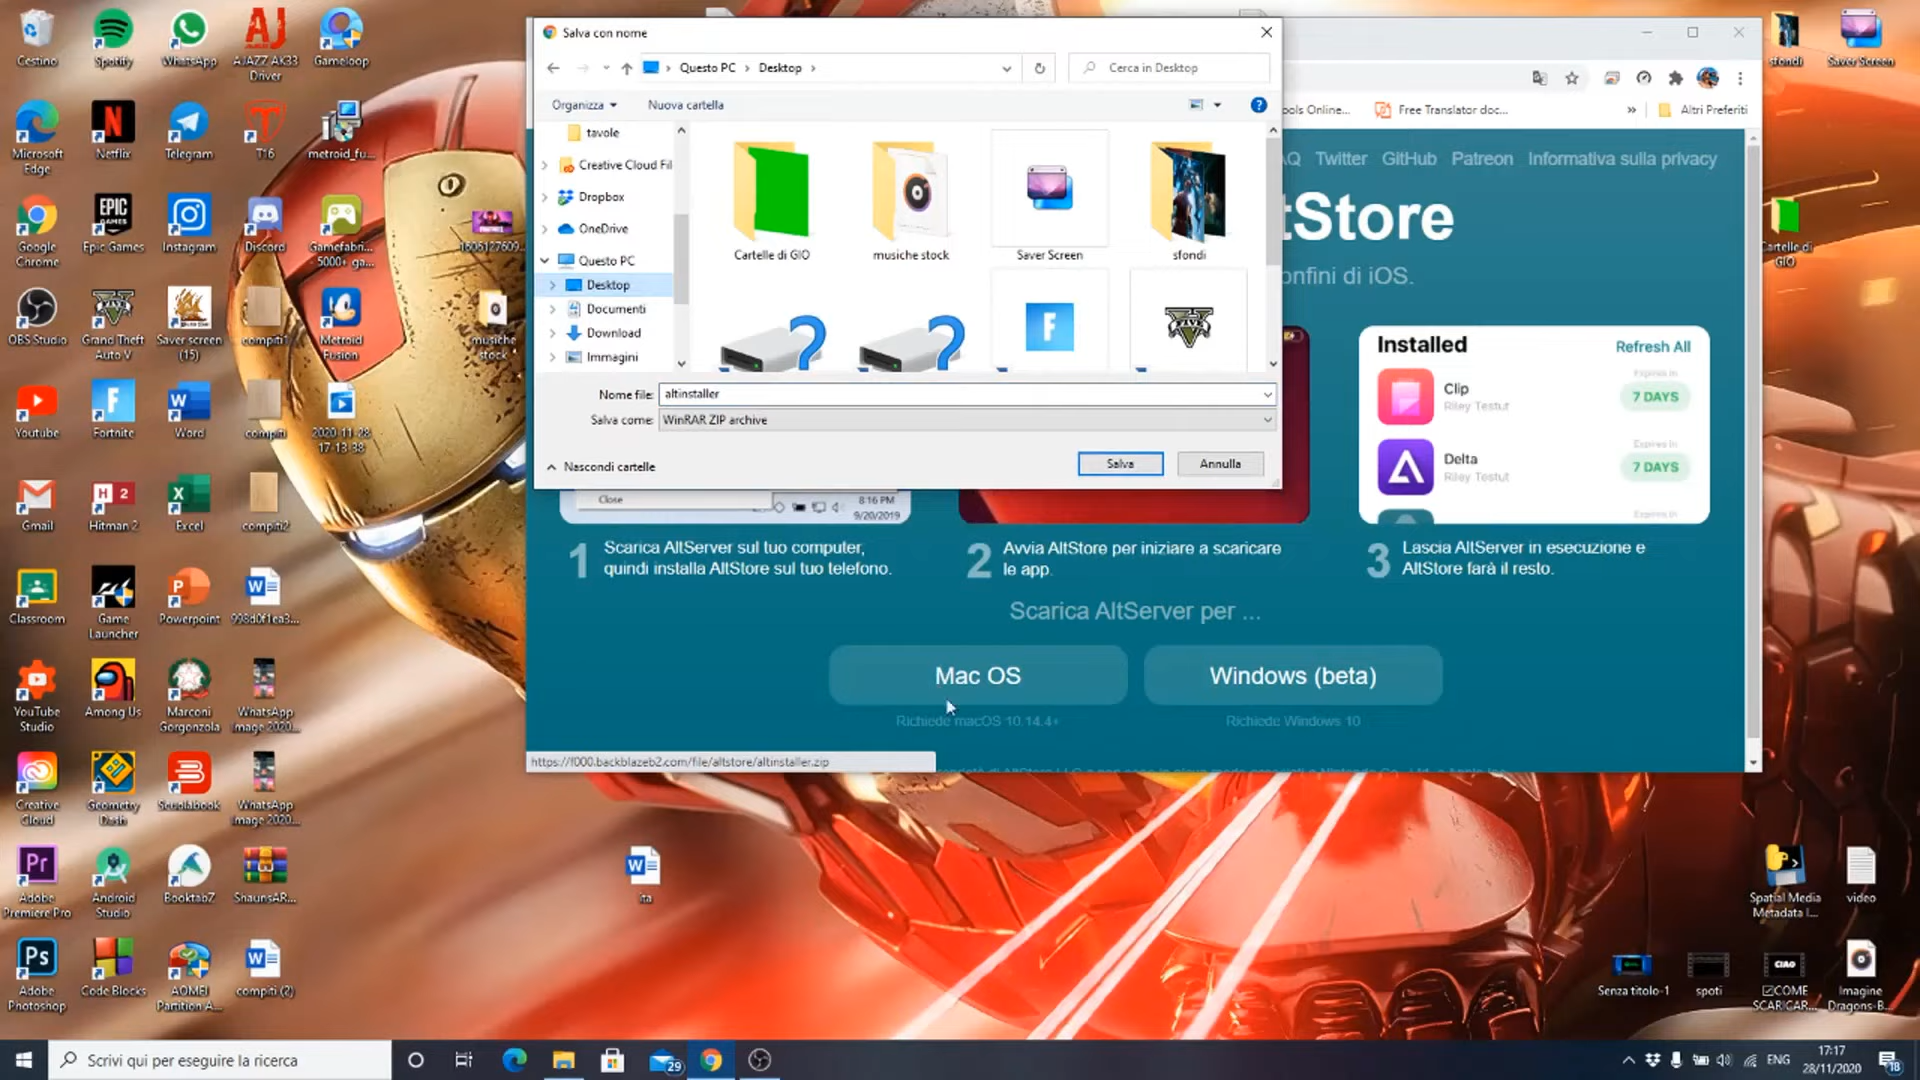 Cestino
Spotify
WhatsApp
AJAZZ AK33
Driver
Gameloop
Microsoft
Edge
Netflix
Telegram
T16
metroid_fu...
Google
Chrome
Epic Games
Instagram
Discord
Gamefabri...
- 5000+ ga...
1606127609...
OBS Studio
Grand Theft
Auto V
Saver screen
(15)
compiti1
Metroid
Fusion
musiche
stock
Youtube
Fortnite
Word
compiti
2020-11-28
17-13-38
Gmail
Hitman 2
Excel
compiti2
Classroom
Game
Launcher
Powerpoint
998d0f1ea3...
YouTube
Studio
Among Us
Marconi
Gorgonzola
WhatsApp
Image 2020...
Creative
Cloud
Geometry
Dash
Scuolabook
WhatsApp
Image 2020...
Adobe
Premiere Pro
Android
Studio
BooktabZ
ShaunsAR...
Adobe
Photoshop
Code Blocks
AOMEI
Partition A...
compiti (2)
ita
Salva con nome
Questo PC
Desktop
Cerca in Desktop
Organizza
Nuova cartella
tavole
Creative Cloud Fil
Dropbox
OneDrive
Questo PC
Desktop
Documenti
Download
Immagini
Cartelle di GIO
musiche stock
Saver Screen
sfondi
Nome file:
altinstaller
Salva come:
WinRAR ZIP archive
Nascondi cartelle
Salva
Annulla
ools Online...
Free Translator doc...
»
Altri Preferiti
AQ
Twitter
GitHub
Patreon
Informativa sulla privacy
tStore
onfini di iOS.
Close
8:16 PM
9/20/2019
Installed
Refresh All
Clip
Riley Testut
Expires in
7 DAYS
Delta
Riley Testut
Expires in
7 DAYS
Expires in
1
Scarica AltServer sul tuo computer,
quindi installa AltStore sul tuo telefono.
2
Avvia AltStore per iniziare a scaricare
le app.
3
Lascia AltServer in esecuzione e
AltStore farà il resto.
Scarica AltServer per ...
Mac OS
Richiede macOS 10.14.4+
Windows (beta)
Richiede Windows 10
https://f000.backblazeb2.com/file/altstore/altinstaller.zip
sfondi
Saver Screen
Cartelle di
GIO
Spatial Media
Metadata I...
video
Senza titolo-1
spoti
CIAO
COME
SCARICAR...
Imagine
Dragons-B...
Scrivi qui per eseguire la ricerca
29
ENG
17:17
28/11/2020
18